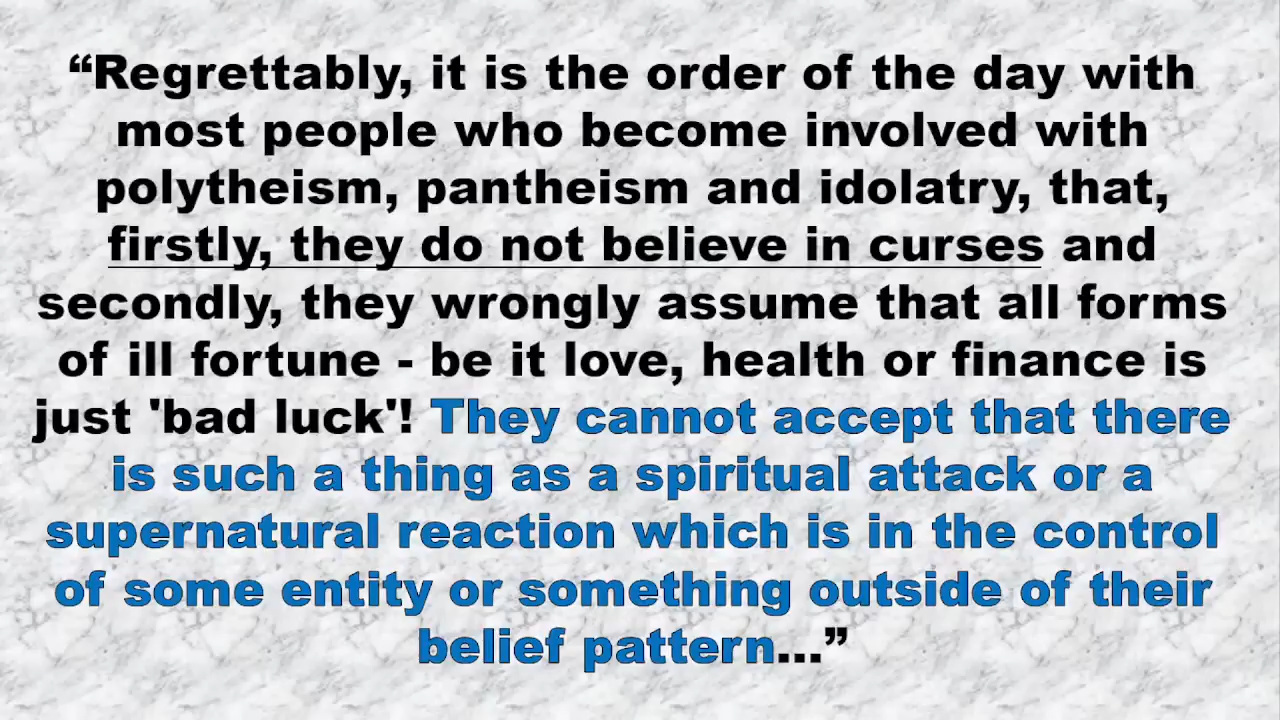 “Regrettably, it is the order of the day with
most people who become involved with
polytheism, pantheism and idolatry, that,
firstly, they do not believe in curses and
secondly, they wrongly assume that all forms
of ill fortune - be it love, health or finance is
just 'bad luck'! They cannot accept that there
is such a thing as a spiritual attack or a
supernatural reaction which is in the control
of some entity or something outside of their
belief pattern...”